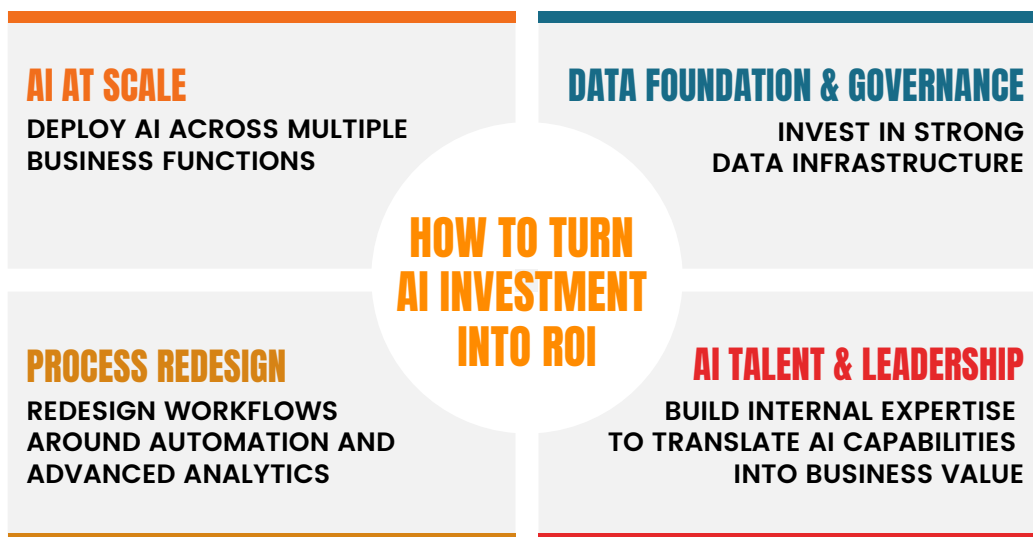 AI AT SCALE
DEPLOY AI ACROSS MULTIPLE
BUSINESS FUNCTIONS
DATA FOUNDATION & GOVERNANCE
INVEST IN STRONG
DATA INFRASTRUCTURE
HOW TO TURN
AI INVESTMENT
INTO ROI
PROCESS REDESIGN
REDESIGN WORKFLOWS
AROUND AUTOMATION AND
ADVANCED ANALYTICS
AI TALENT & LEADERSHIP
BUILD INTERNAL EXPERTISE
TO TRANSLATE AI CAPABILITIES
INTO BUSINESS VALUE